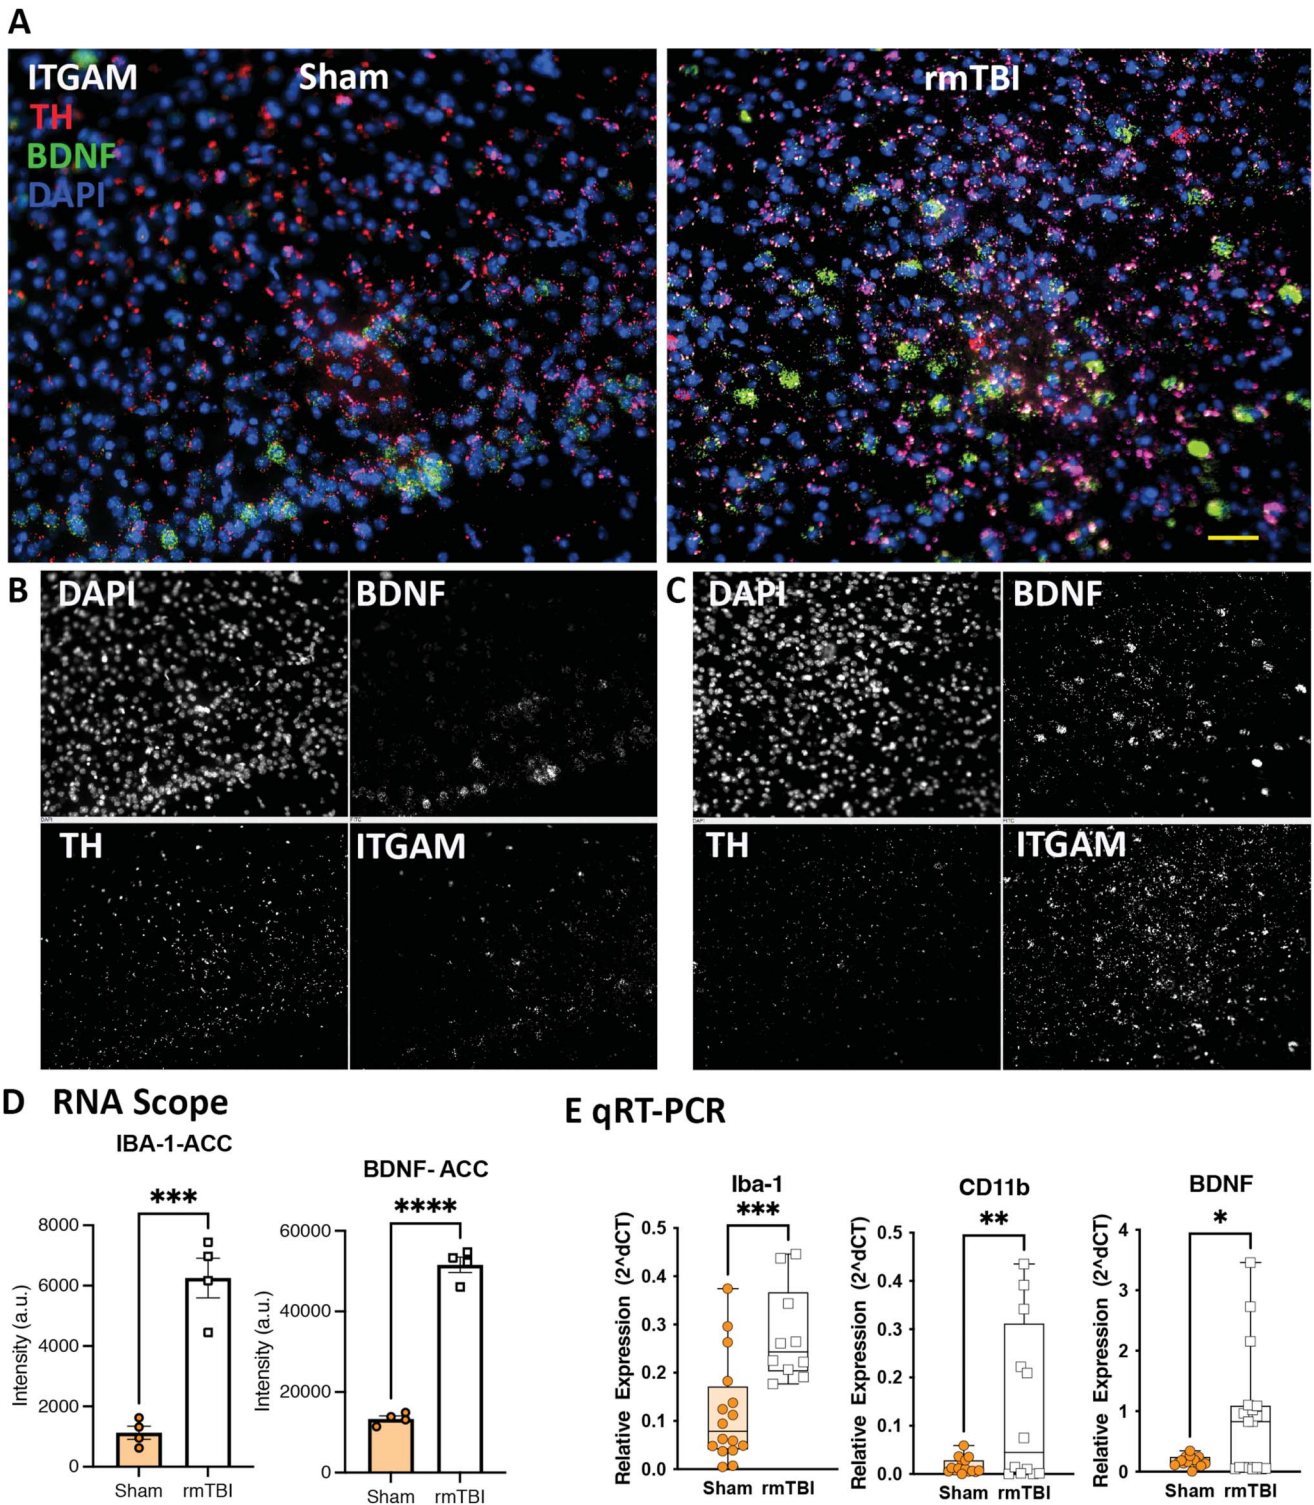 A
ITGAM
TH
BDNF
DAPI
Sham
rmTBI
B
DAPI
BDNF
TH
ITGAM
C
DAPI
BDNF
TH
ITGAM
DAPI
FITC
DAPI
FITC
D RNA Scope
IBA-1-ACC
***
Intensity (a.u.)
8000
6000
4000
2000
0
Sham rmTBI
BDNF- ACC
****
Intensity (a.u.)
60000
40000
20000
0
Sham rmTBI
E qRT-PCR
Iba-1
***
Relative Expression (2^dCT)
0.5
0.4
0.3
0.2
0.1
0.0
Sham rmTBI
CD11b
**
Relative Expression (2^dCT)
0.5
0.4
0.3
0.2
0.1
0.0
Sham rmTBI
BDNF
*
Relative Expression (2^dCT)
4
3
2
1
0
Sham rmTBI